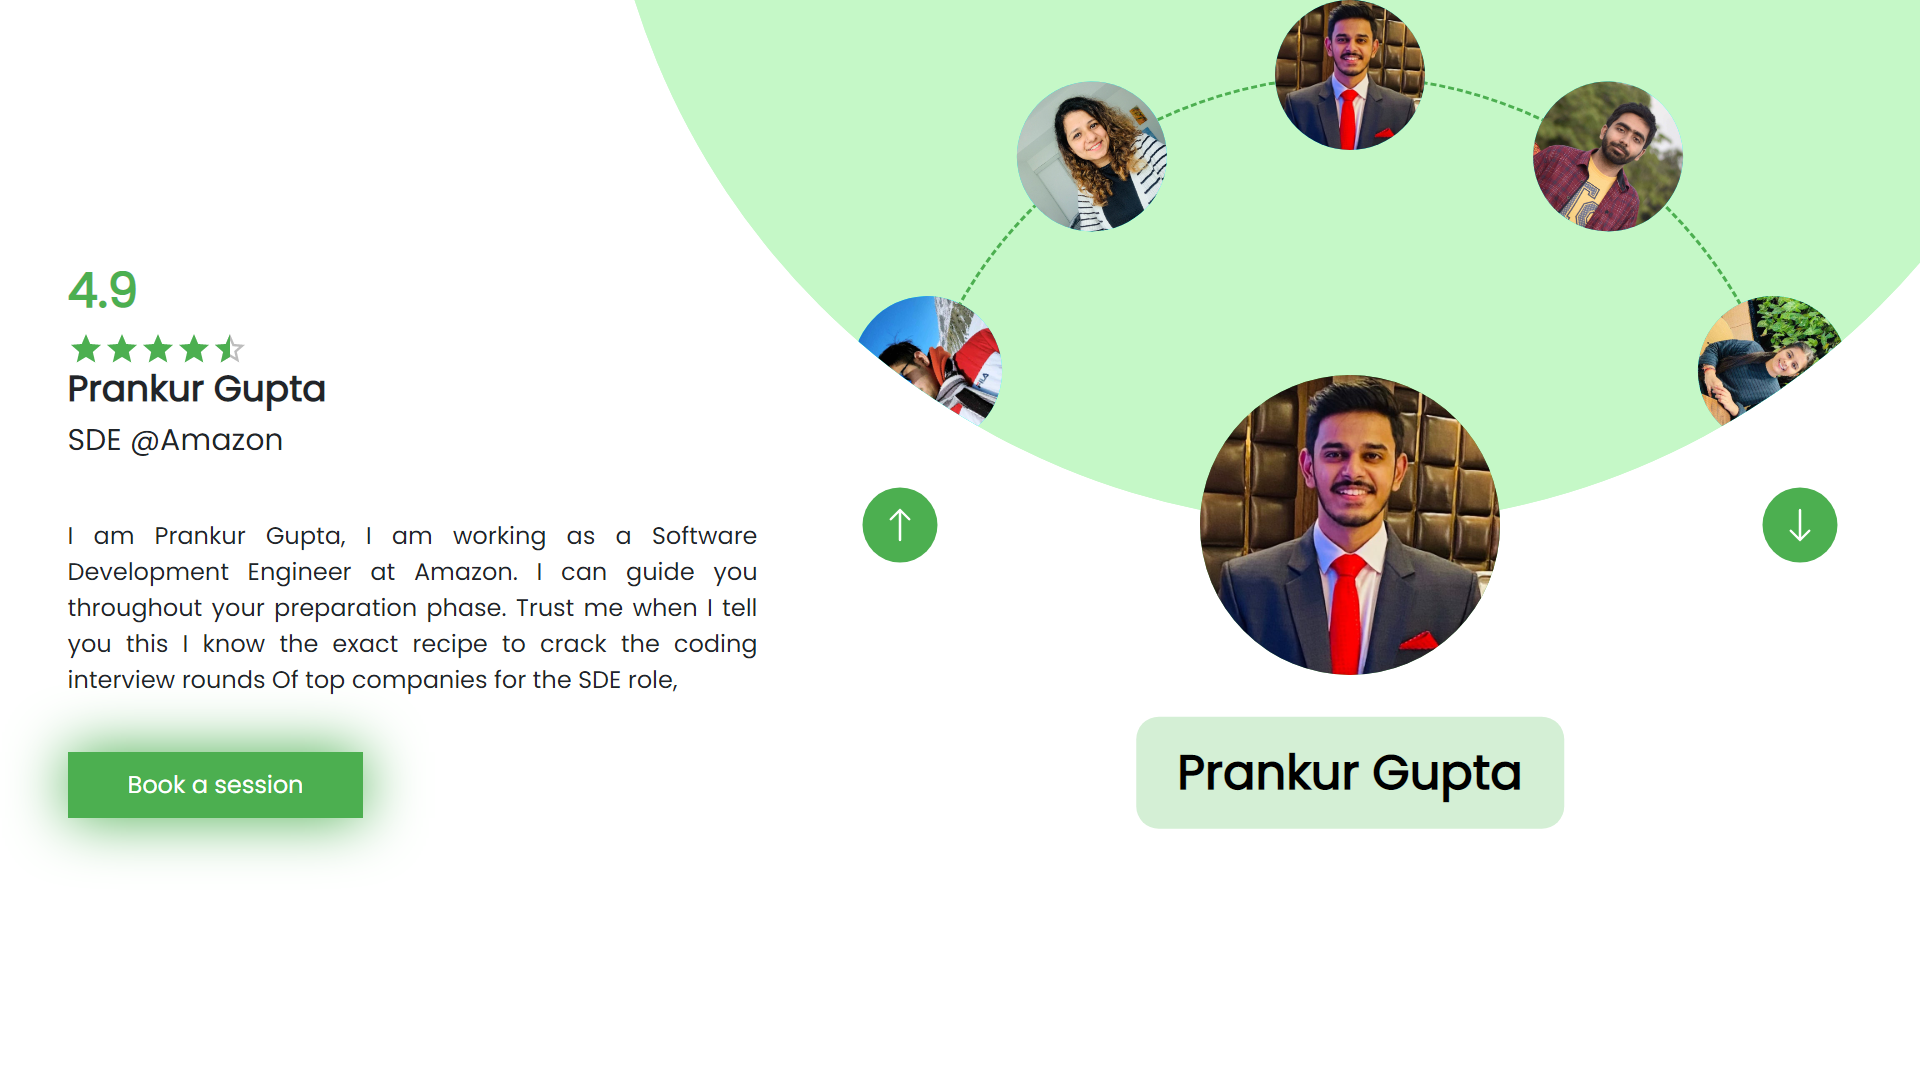 4.9
Prankur Gupta
SDE @Amazon
I am Prankur Gupta, I am working as a Software
Development Engineer at Amazon. I can guide you
throughout your preparation phase. Trust me when I tell
you this I know the exact recipe to crack the coding
interview rounds Of top companies for the SDE role,
Book a session
Prankur Gupta
FILA